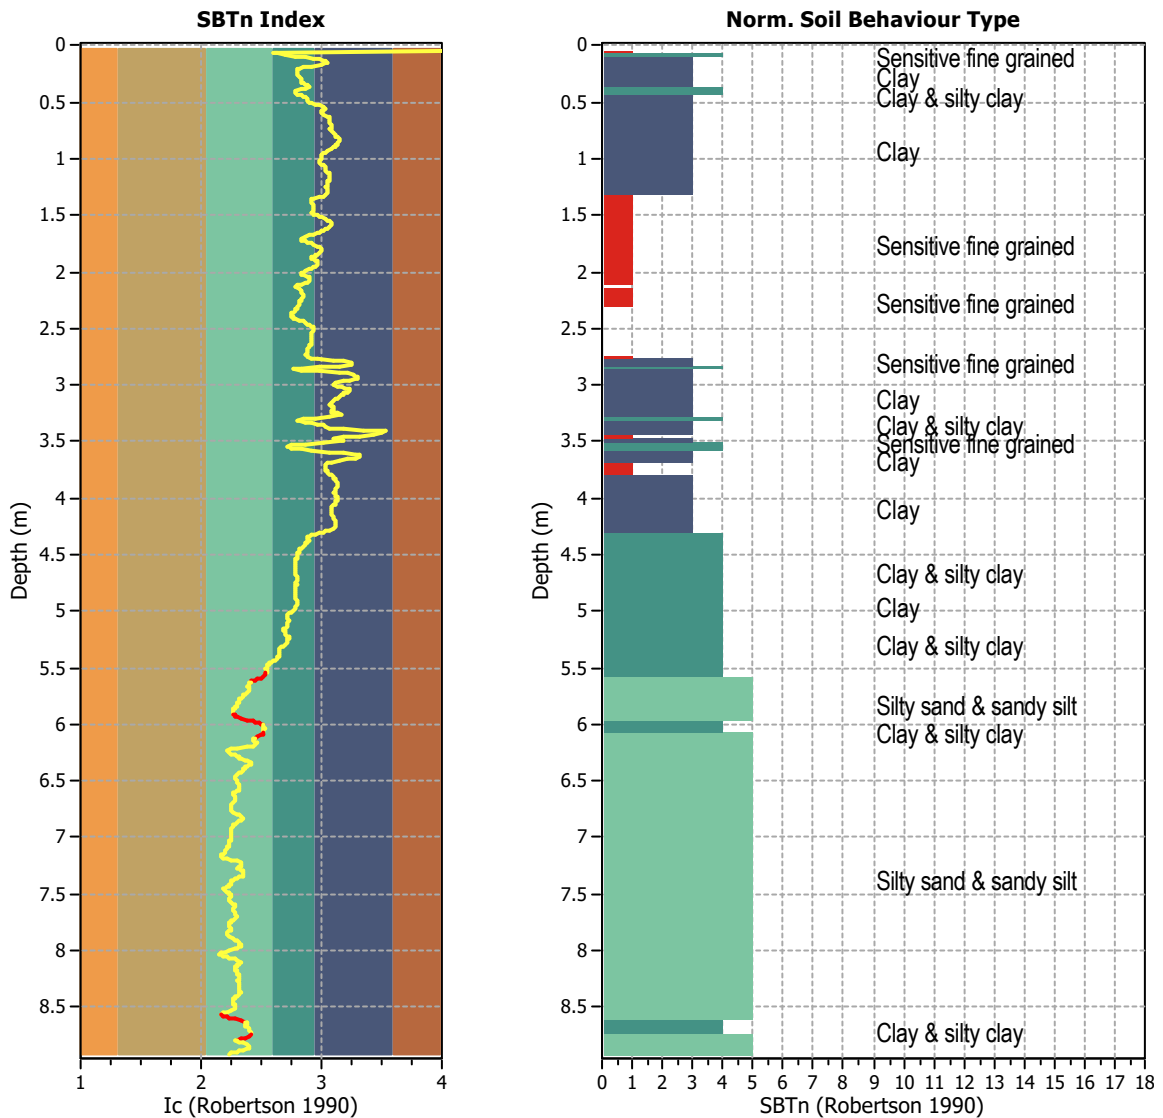 SBTn Index
0
0.5
1
1.5
2
2.5
3
3.5
4
4.5
5
5.5
6
6.5
7
7.5
8
8.5
Depth (m)
1 2 3 4
Ic (Robertson 1990)
Norm. Soil Behaviour Type
0
0.5
1
1.5
2
2.5
3
3.5
4
4.5
5
5.5
6
6.5
7
7.5
8
8.5
Depth (m)
Sensitive fine grained
Clay
Clay & silty clay
Clay
Sensitive fine grained
Sensitive fine grained
Sensitive fine grained
Clay
Clay & silty clay
Sensitive fine grained
Clay
Clay
Clay & silty clay
Clay
Clay & silty clay
Silty sand & sandy silt
Clay & silty clay
Silty sand & sandy silt
Clay & silty clay
0 1 2 3 4 5 6 7 8 9 10 11 12 13 14 15 16 17 18
SBTn (Robertson 1990)